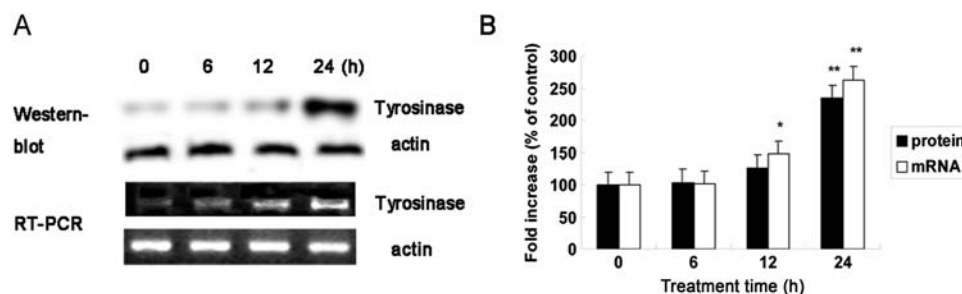 A
0 6 12 24 (h)
Western-
blot
Tyrosinase
actin
RT-PCR
Tyrosinase
actin
B
Fold increase (% of control)
300
250
200
150
100
50
0
*
**
**
0 6 12 24
Treatment time (h)
protein
mRNA